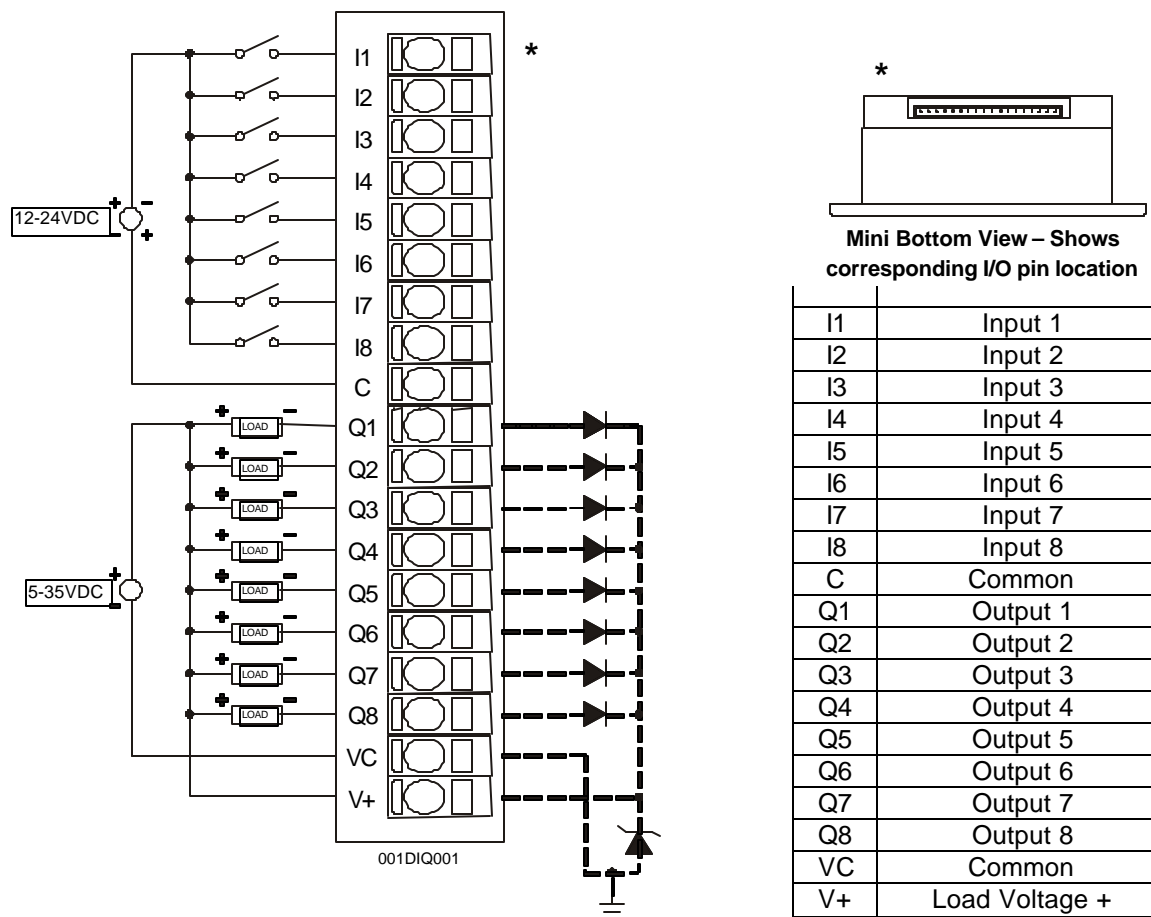 *
I1
I2
I3
I4
I5
I6
I7
I8
C
Q1
Q2
Q3
Q4
Q5
Q6
Q7
Q8
VC
V+
+ -
12-24VDC
- +
+ LOAD -
+ LOAD -
+ LOAD -
+ LOAD -
+ LOAD -
+ LOAD -
+ LOAD -
+ LOAD -
+
5-35VDC
-
001DIQ001
*
Mini Bottom View – Shows
corresponding I/O pin location
I1 Input 1
I2 Input 2
I3 Input 3
I4 Input 4
I5 Input 5
I6 Input 6
I7 Input 7
I8 Input 8
C Common
Q1 Output 1
Q2 Output 2
Q3 Output 3
Q4 Output 4
Q5 Output 5
Q6 Output 6
Q7 Output 7
Q8 Output 8
VC Common
V+ Load Voltage +